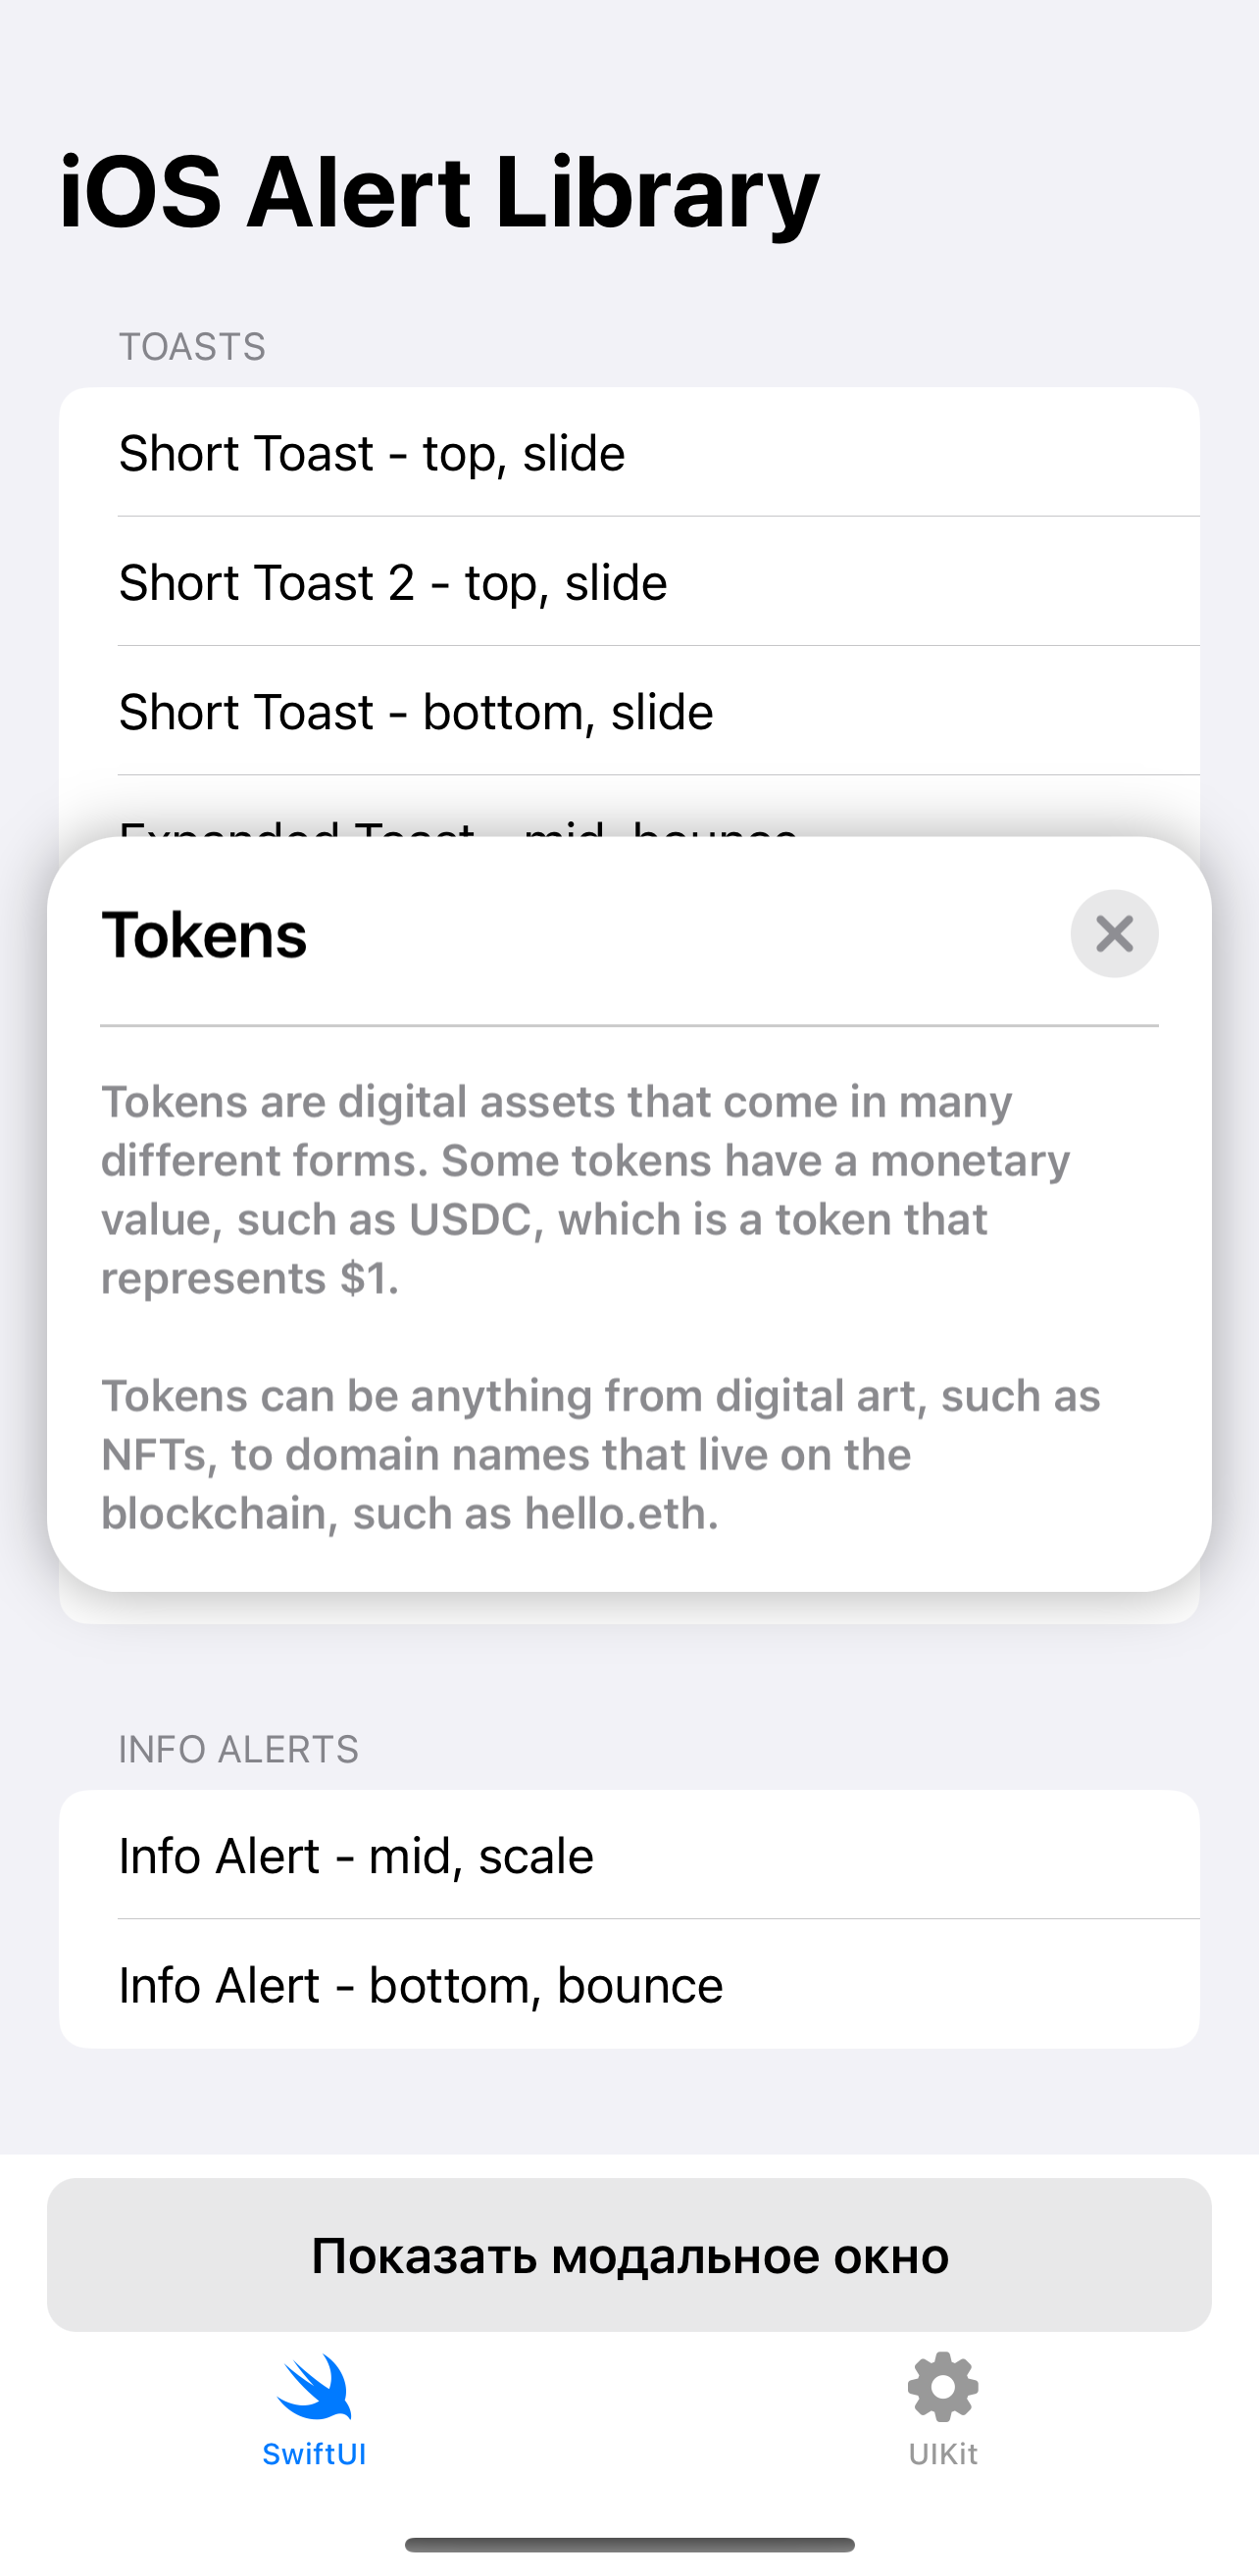 iOS Alert Library
TOASTS
Short Toast - top, slide
Short Toast 2 - top, slide
Short Toast - bottom, slide
Expanded Toast - mid, bounce
Tokens
Tokens are digital assets that come in many
different forms. Some tokens have a monetary
value, such as USDC, which is a token that
represents $1.
Tokens can be anything from digital art, such as
NFTs, to domain names that live on the
blockchain, such as hello.eth.
INFO ALERTS
Info Alert - mid, scale
Info Alert - bottom, bounce
Показать модальное окно
SwiftUI
UIKit